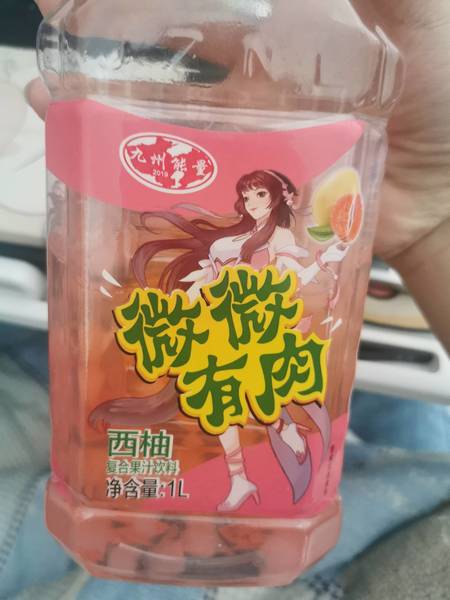 九州能量
2019
微微
有肉
西柚
复合果汁饮料
净含量:1L